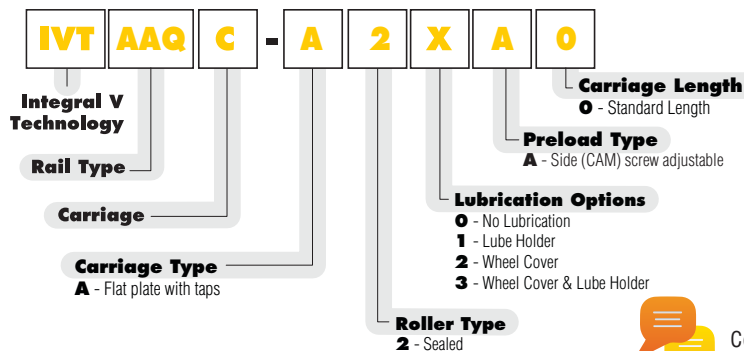 IVT AAQ C - A 2 X A 0
Integral V
Technology
Rail Type
Carriage
Carriage Type
A - Flat plate with taps
Roller Type
2 - Sealed
Lubrication Options
0 - No Lubrication
1 - Lube Holder
2 - Wheel Cover
3 - Wheel Cover & Lube Holder
Preload Type
A - Side (CAM) screw adjustable
Carriage Length
0 - Standard Length